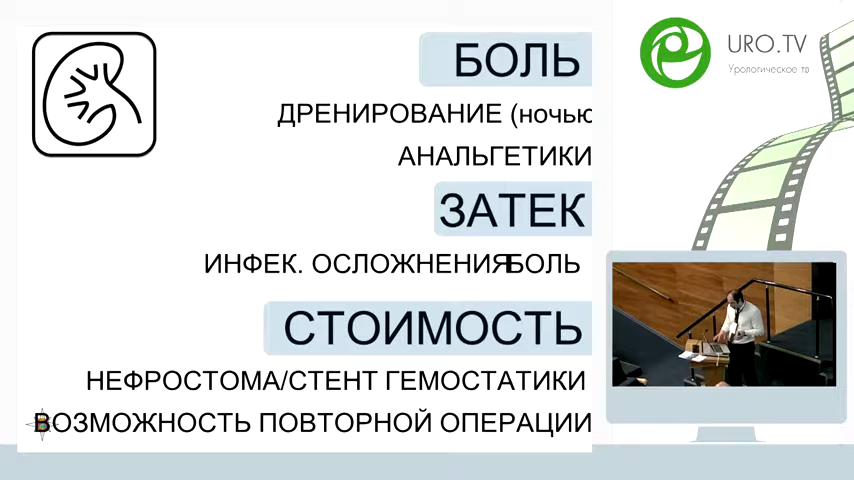 БОЛЬ
ДРЕНИРОВАНИЕ (ночью
АНАЛЬГЕТИКИ
ЗАТЕК
ИНФЕК. ОСЛОЖНЕНИЯ БОЛЬ
СТОИМОСТЬ
НЕФРОСТОМА/СТЕНТ ГЕМОСТАТИКИ
ВОЗМОЖНОСТЬ ПОВТОРНОЙ ОПЕРАЦИИ
URO.TV
Урологическое тв